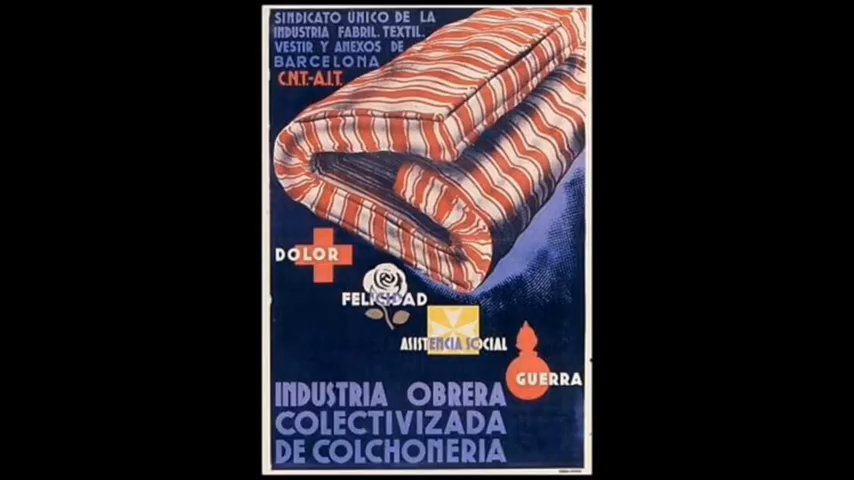 SINDICATO UNICO DE LA
INDUSTRIA FABRIL. TEXTIL.
VESTIR Y ANEXOS DE
BARCELONA
C.N.T.-A.I.T.
DOLOR
FELICIDAD
ASISTENCIA SOCIAL
GUERRA
INDUSTRIA OBRERA
COLECTIVIZADA
DE COLCHONERIA